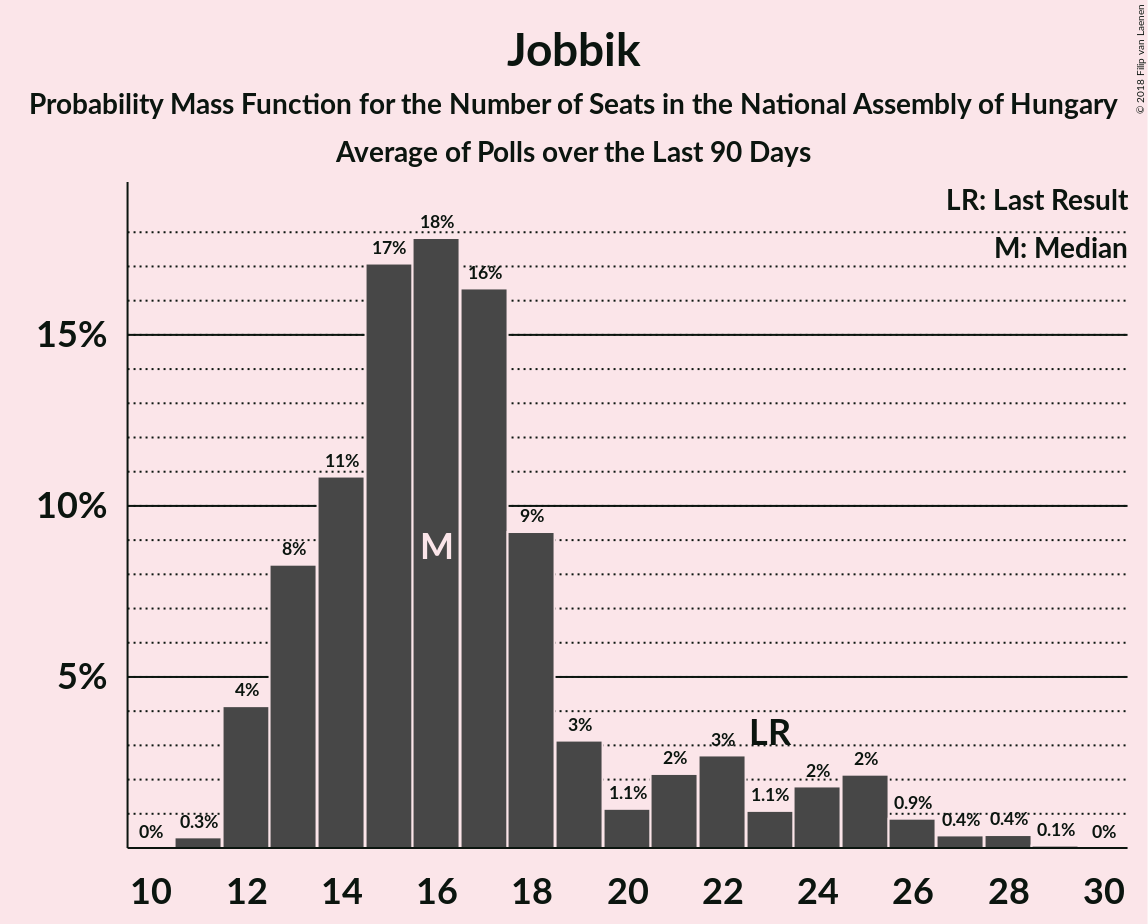 Jobbik
Probability Mass Function for the Number of Seats in the National Assembly of Hungary
Average of Polls over the Last 90 Days
© 2018 Filip van Laenen
LR: Last Result
M: Median
15%
10%
5%
0%
0.3%
4%
8%
11%
17%
18%
16%
9%
3%
1.1%
2%
3%
1.1%
2%
2%
0.9%
0.4%
0.4%
0.1%
0%
M
LR
10 12 14 16 18 20 22 24 26 28 30